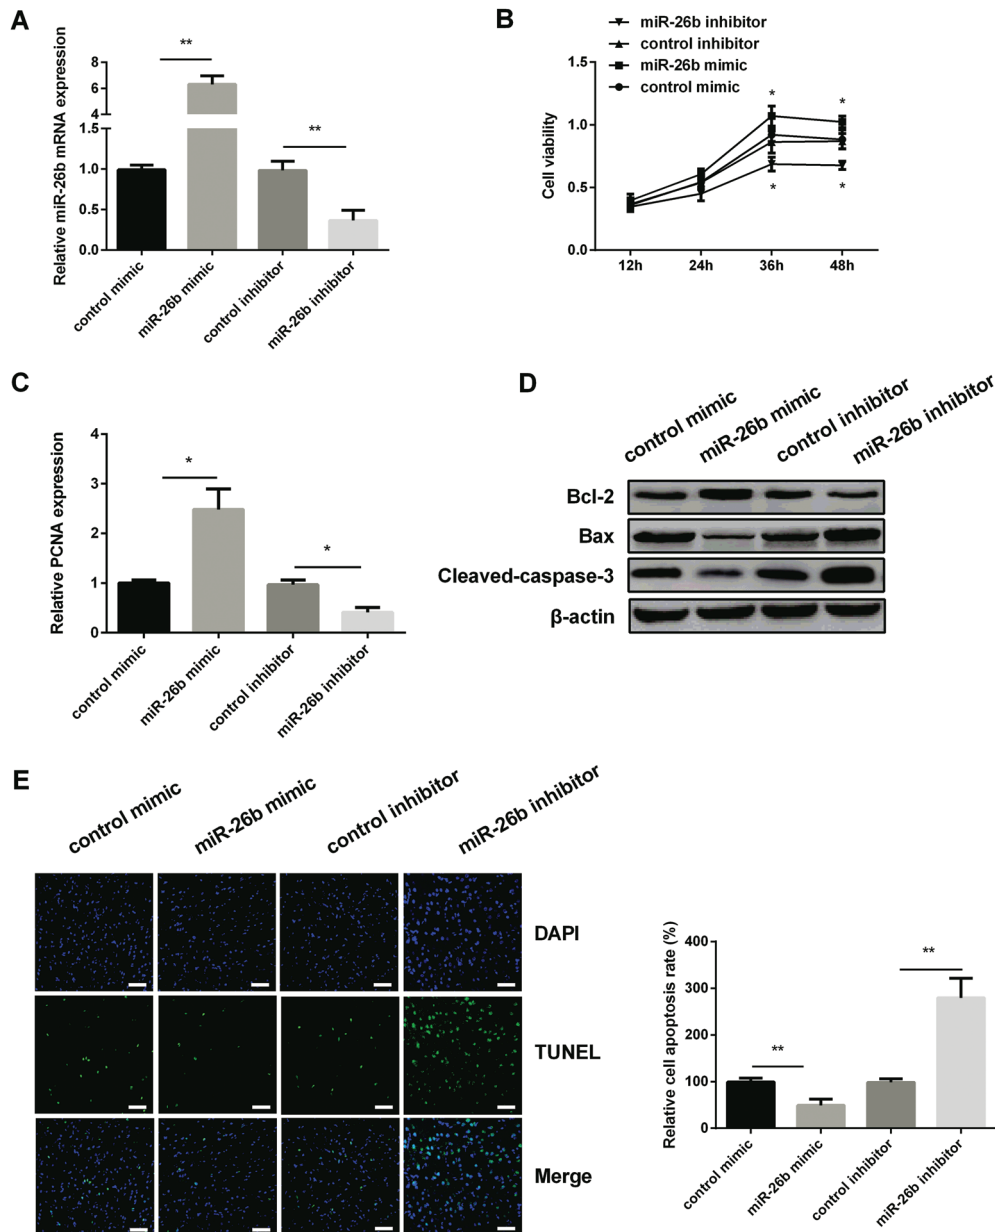 A
Relative miR-26b mRNA expression
8
6
4
2
1.5
1.0
0.5
0.0
**
**
control mimic
miR-26b mimic
control inhibitor
miR-26b inhibitor
B
miR-26b inhibitor
control inhibitor
miR-26b mimic
control mimic
Cell viability
1.5
1.0
0.5
0.0
*
*
*
*
12h
24h
36h
48h
C
Relative PCNA expression
4
3
2
1
0
*
*
control mimic
miR-26b mimic
control inhibitor
miR-26b inhibitor
D
control mimic
miR-26b mimic
control inhibitor
miR-26b inhibitor
Bcl-2
Bax
Cleaved-caspase-3
β-actin
E
control mimic
miR-26b mimic
control inhibitor
miR-26b inhibitor
DAPI
TUNEL
Merge
Relative cell apoptosis rate (%)
400
300
200
100
0
**
**
control mimic
miR-26b mimic
control inhibitor
miR-26b inhibitor